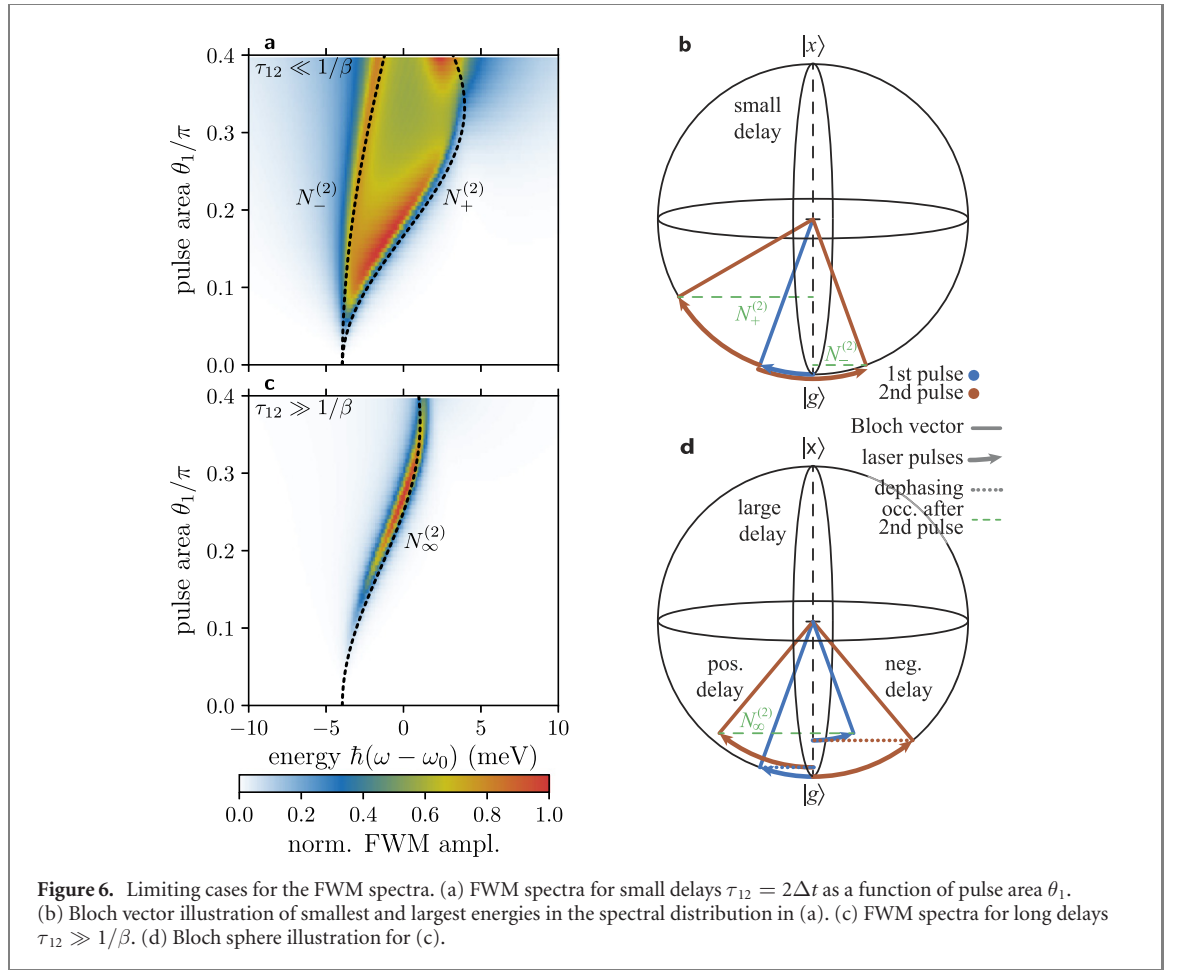 a
τ₁₂ ≪ 1/β
0.4
0.3
0.2
0.1
0.0
pulse area θ₁/π
N₋⁽²⁾
N₊⁽²⁾
b
|x⟩
small
delay
N₊⁽²⁾
N₋⁽²⁾
|g⟩
1st pulse
2nd pulse
Bloch vector
laser pulses
dephasing
occ. after
2nd pulse
c
τ₁₂ ≫ 1/β
0.4
0.3
0.2
0.1
0.0
pulse area θ₁/π
N∞⁽²⁾
−10 −5 0 5 10
energy ℏ(ω − ω₀) (meV)
0.0 0.2 0.4 0.6 0.8 1.0
norm. FWM ampl.
d
|x⟩
large
delay
pos.
delay
neg.
delay
N∞⁽²⁾
|g⟩
Figure 6. Limiting cases for the FWM spectra. (a) FWM spectra for small delays τ₁₂ = 2Δt as a function of pulse area θ₁.
(b) Bloch vector illustration of smallest and largest energies in the spectral distribution in (a). (c) FWM spectra for long delays
τ₁₂ ≫ 1/β. (d) Bloch sphere illustration for (c).